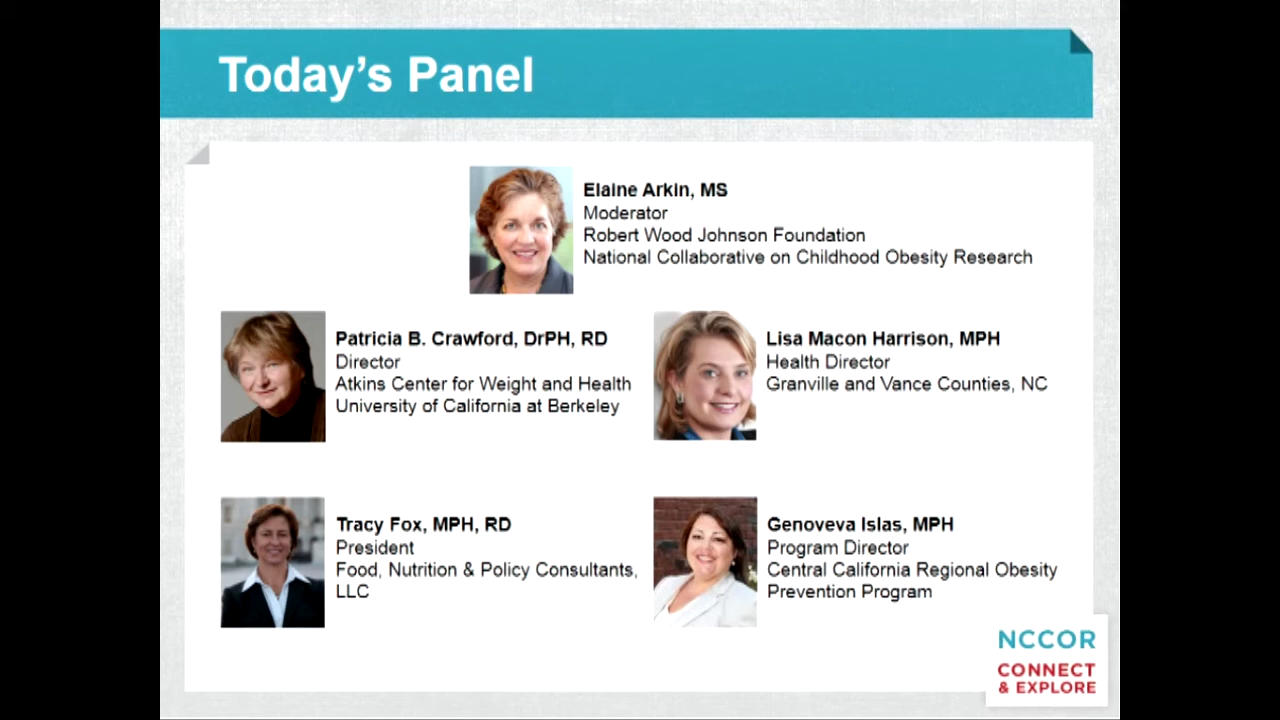 Today's Panel
Elaine Arkin, MS
Moderator
Robert Wood Johnson Foundation
National Collaborative on Childhood Obesity Research
Patricia B. Crawford, DrPH, RD
Director
Atkins Center for Weight and Health
University of California at Berkeley
Lisa Macon Harrison, MPH
Health Director
Granville and Vance Counties, NC
Tracy Fox, MPH, RD
President
Food, Nutrition & Policy Consultants,
LLC
Genoveva Islas, MPH
Program Director
Central California Regional Obesity
Prevention Program
NCCOR
CONNECT
& EXPLORE